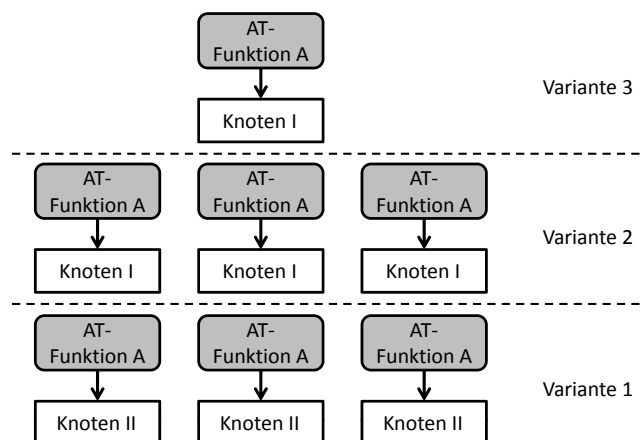 AT-
Funktion A
Knoten I
Variante 3
AT-
Funktion A
AT-
Funktion A
AT-
Funktion A
Knoten I
Knoten I
Knoten I
Variante 2
AT-
Funktion A
AT-
Funktion A
AT-
Funktion A
Knoten II
Knoten II
Knoten II
Variante 1